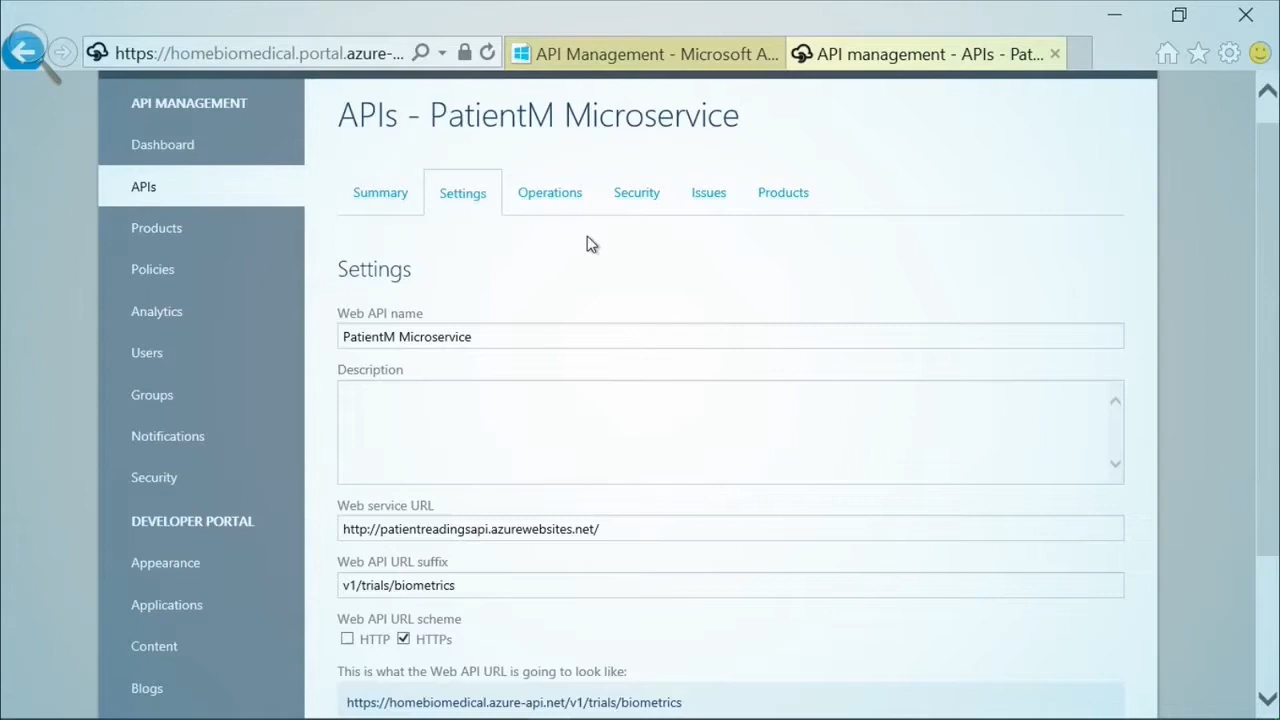 https://homebiomedical.portal.azure-...
API Management - Microsoft A...
API management - APIs - Pat...
API MANAGEMENT
Dashboard
APIs
Products
Policies
Analytics
Users
Groups
Notifications
Security
DEVELOPER PORTAL
Appearance
Applications
Content
Blogs
APIs - PatientM Microservice
Summary
Settings
Operations
Security
Issues
Products
Settings
Web API name
PatientM Microservice
Description
Web service URL
http://patientreadingsapi.azurewebsites.net/
Web API URL suffix
v1/trials/biometrics
Web API URL scheme
HTTP
HTTPs
This is what the Web API URL is going to look like:
https://homebiomedical.azure-api.net/v1/trials/biometrics